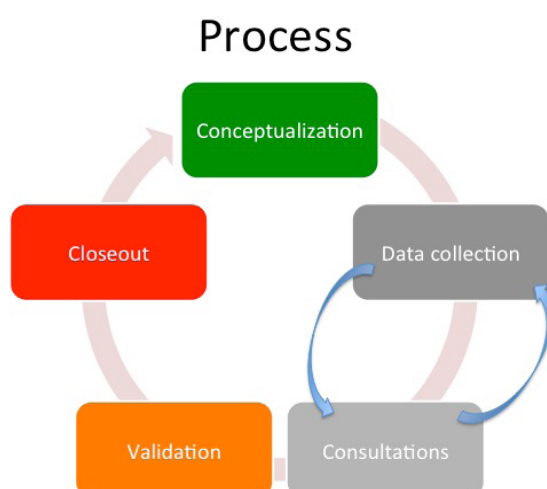 Process
Conceptualization
Data collection
Consultations
Validation
Closeout